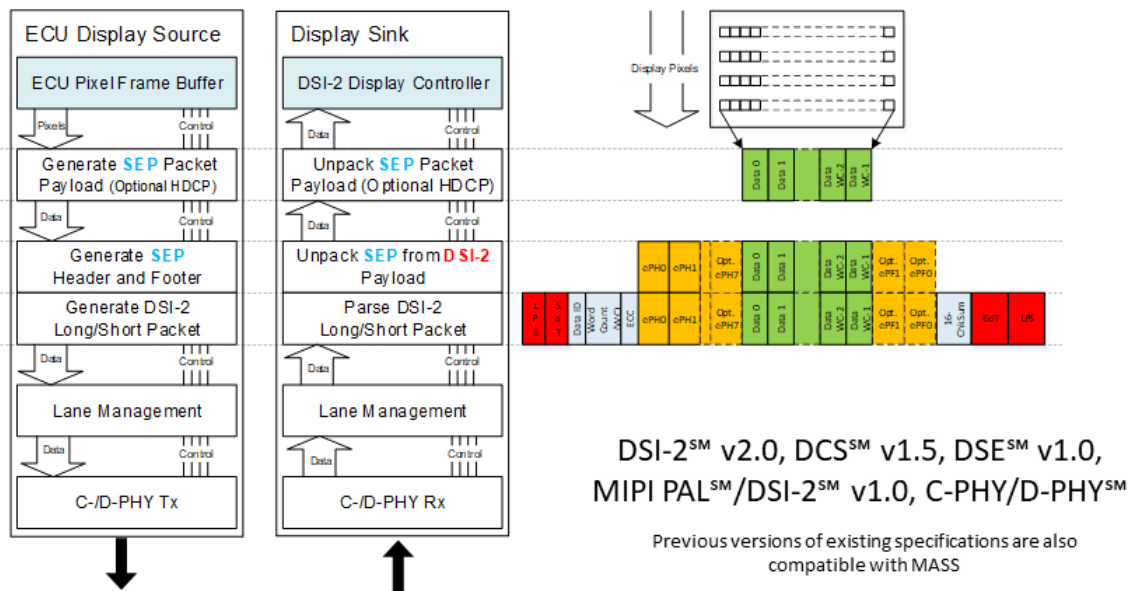 ECU Display Source
ECU Pixel Frame Buffer
Pixels
Control
Generate SEP Packet
Payload (Optional HDCP)
Data
Control
Generate SEP
Header and Footer
Generate DSI-2
Long/Short Packet
Data
Control
Lane Management
Data
Control
C-/D-PHY Tx
Display Sink
DSI-2 Display Controller
Data
Control
Unpack SEP Packet
Payload (Optional HDCP)
Data
Control
Unpack SEP from DSI-2
Payload
Parse DSI-2
Long/Short Packet
Data
Control
Lane Management
Data
Control
C-/D-PHY Rx
Display Pixels
Data 0
Data 1
Data
WC-2
Data
WC-1
ePH0
ePH1
Opt.
ePH7
Data 0
Data 1
Data
WC-2
Data
WC-1
Opt.
ePF1
Opt.
ePF0
LPS
SoT
Data ID
Word
Count
(WC)
ECC
ePH0
ePH1
Opt.
ePH7
Data 0
Data 1
Data
WC-2
Data
WC-1
Opt.
ePF1
Opt.
ePF0
16-
ChkSum
EoT
LPS
DSI-2℠ v2.0, DCS℠ v1.5, DSE℠ v1.0,
MIPI PAL℠/DSI-2℠ v1.0, C-PHY/D-PHY℠
Previous versions of existing specifications are also
compatible with MASS